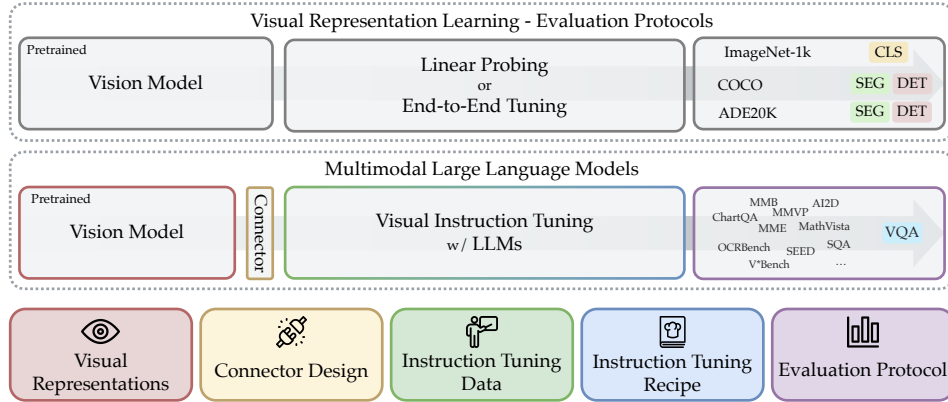 Visual Representation Learning - Evaluation Protocols
Pretrained
Vision Model
Linear Probing
or
End-to-End Tuning
ImageNet-1k CLS
COCO SEG DET
ADE20K SEG DET
Multimodal Large Language Models
Pretrained
Vision Model
Connector
Visual Instruction Tuning
w/ LLMs
MMB AI2D
ChartQA MMVP
MME MathVista
VQA
OCRBench SEED SQA
V*Bench ...
Visual
Representations
Connector Design
Instruction Tuning
Data
Instruction Tuning
Recipe
Evaluation Protocol